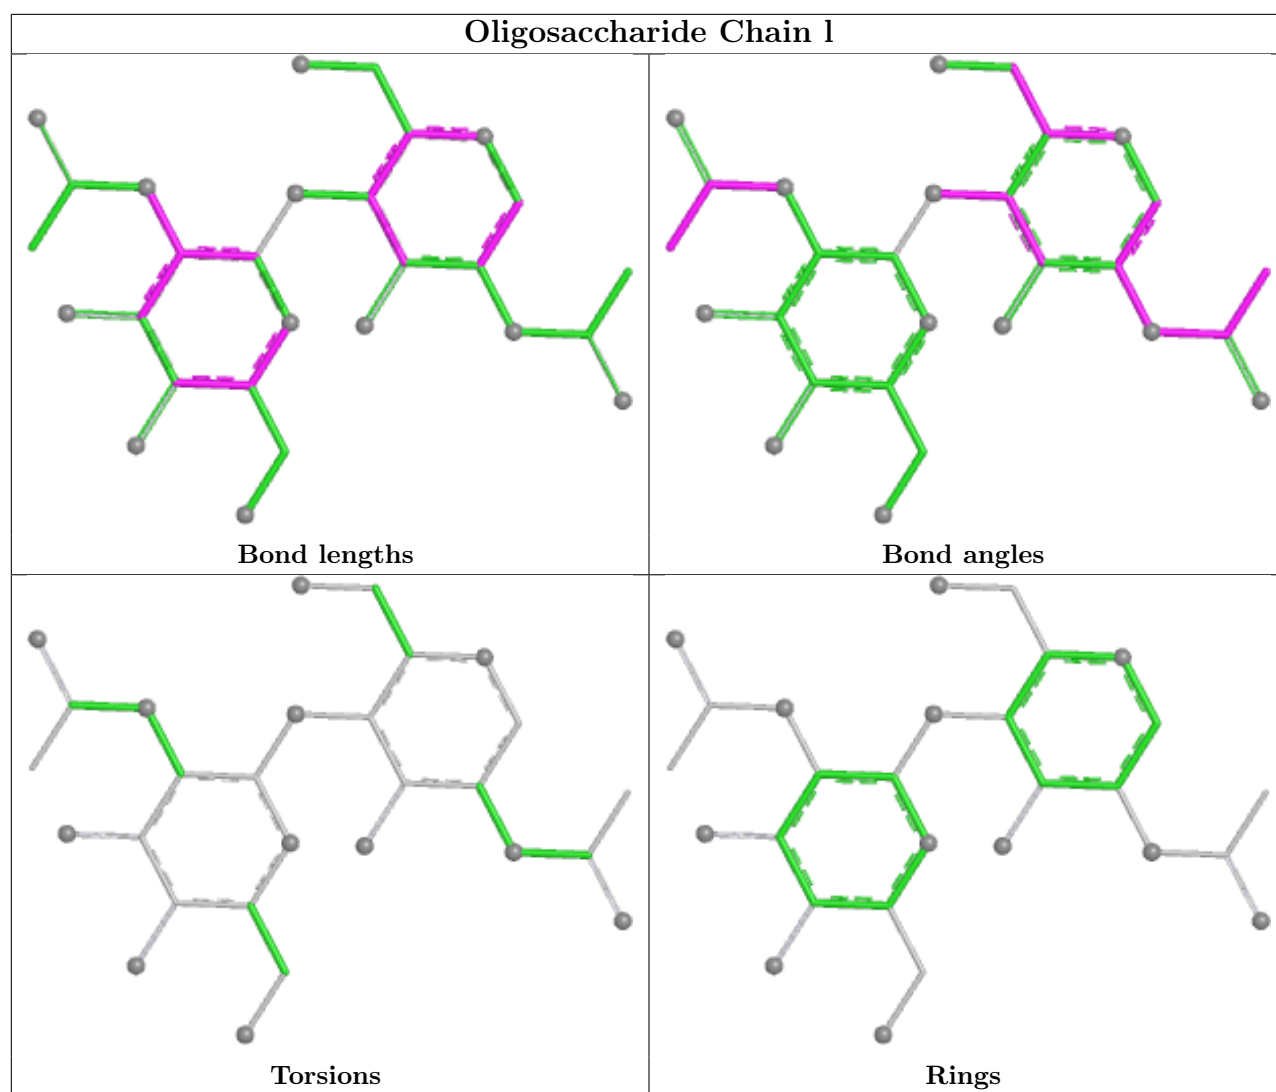 Oligosaccharide Chain l
Bond lengths
Bond angles
Torsions
Rings